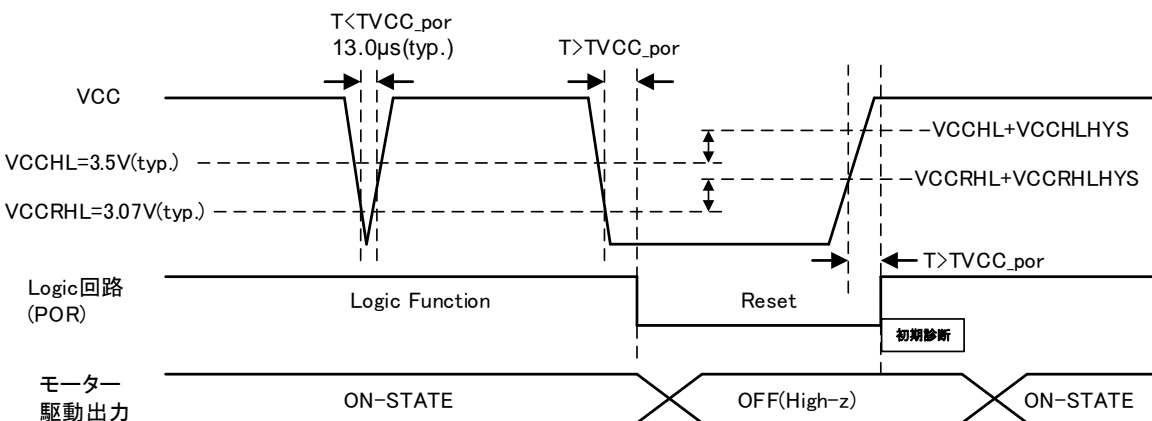 T<TVCC_por
13.0μs(typ.)
T>TVCC_por
VCC
VCCHL+VCCHLHYS
VCCHL=3.5V(typ.)
VCCRHL+VCCRHLHYS
VCCRHL=3.07V(typ.)
T>TVCC_por
Logic回路
(POR)
Logic Function
Reset
初期診断
モーター
駆動出力
ON-STATE
OFF(High-z)
ON-STATE